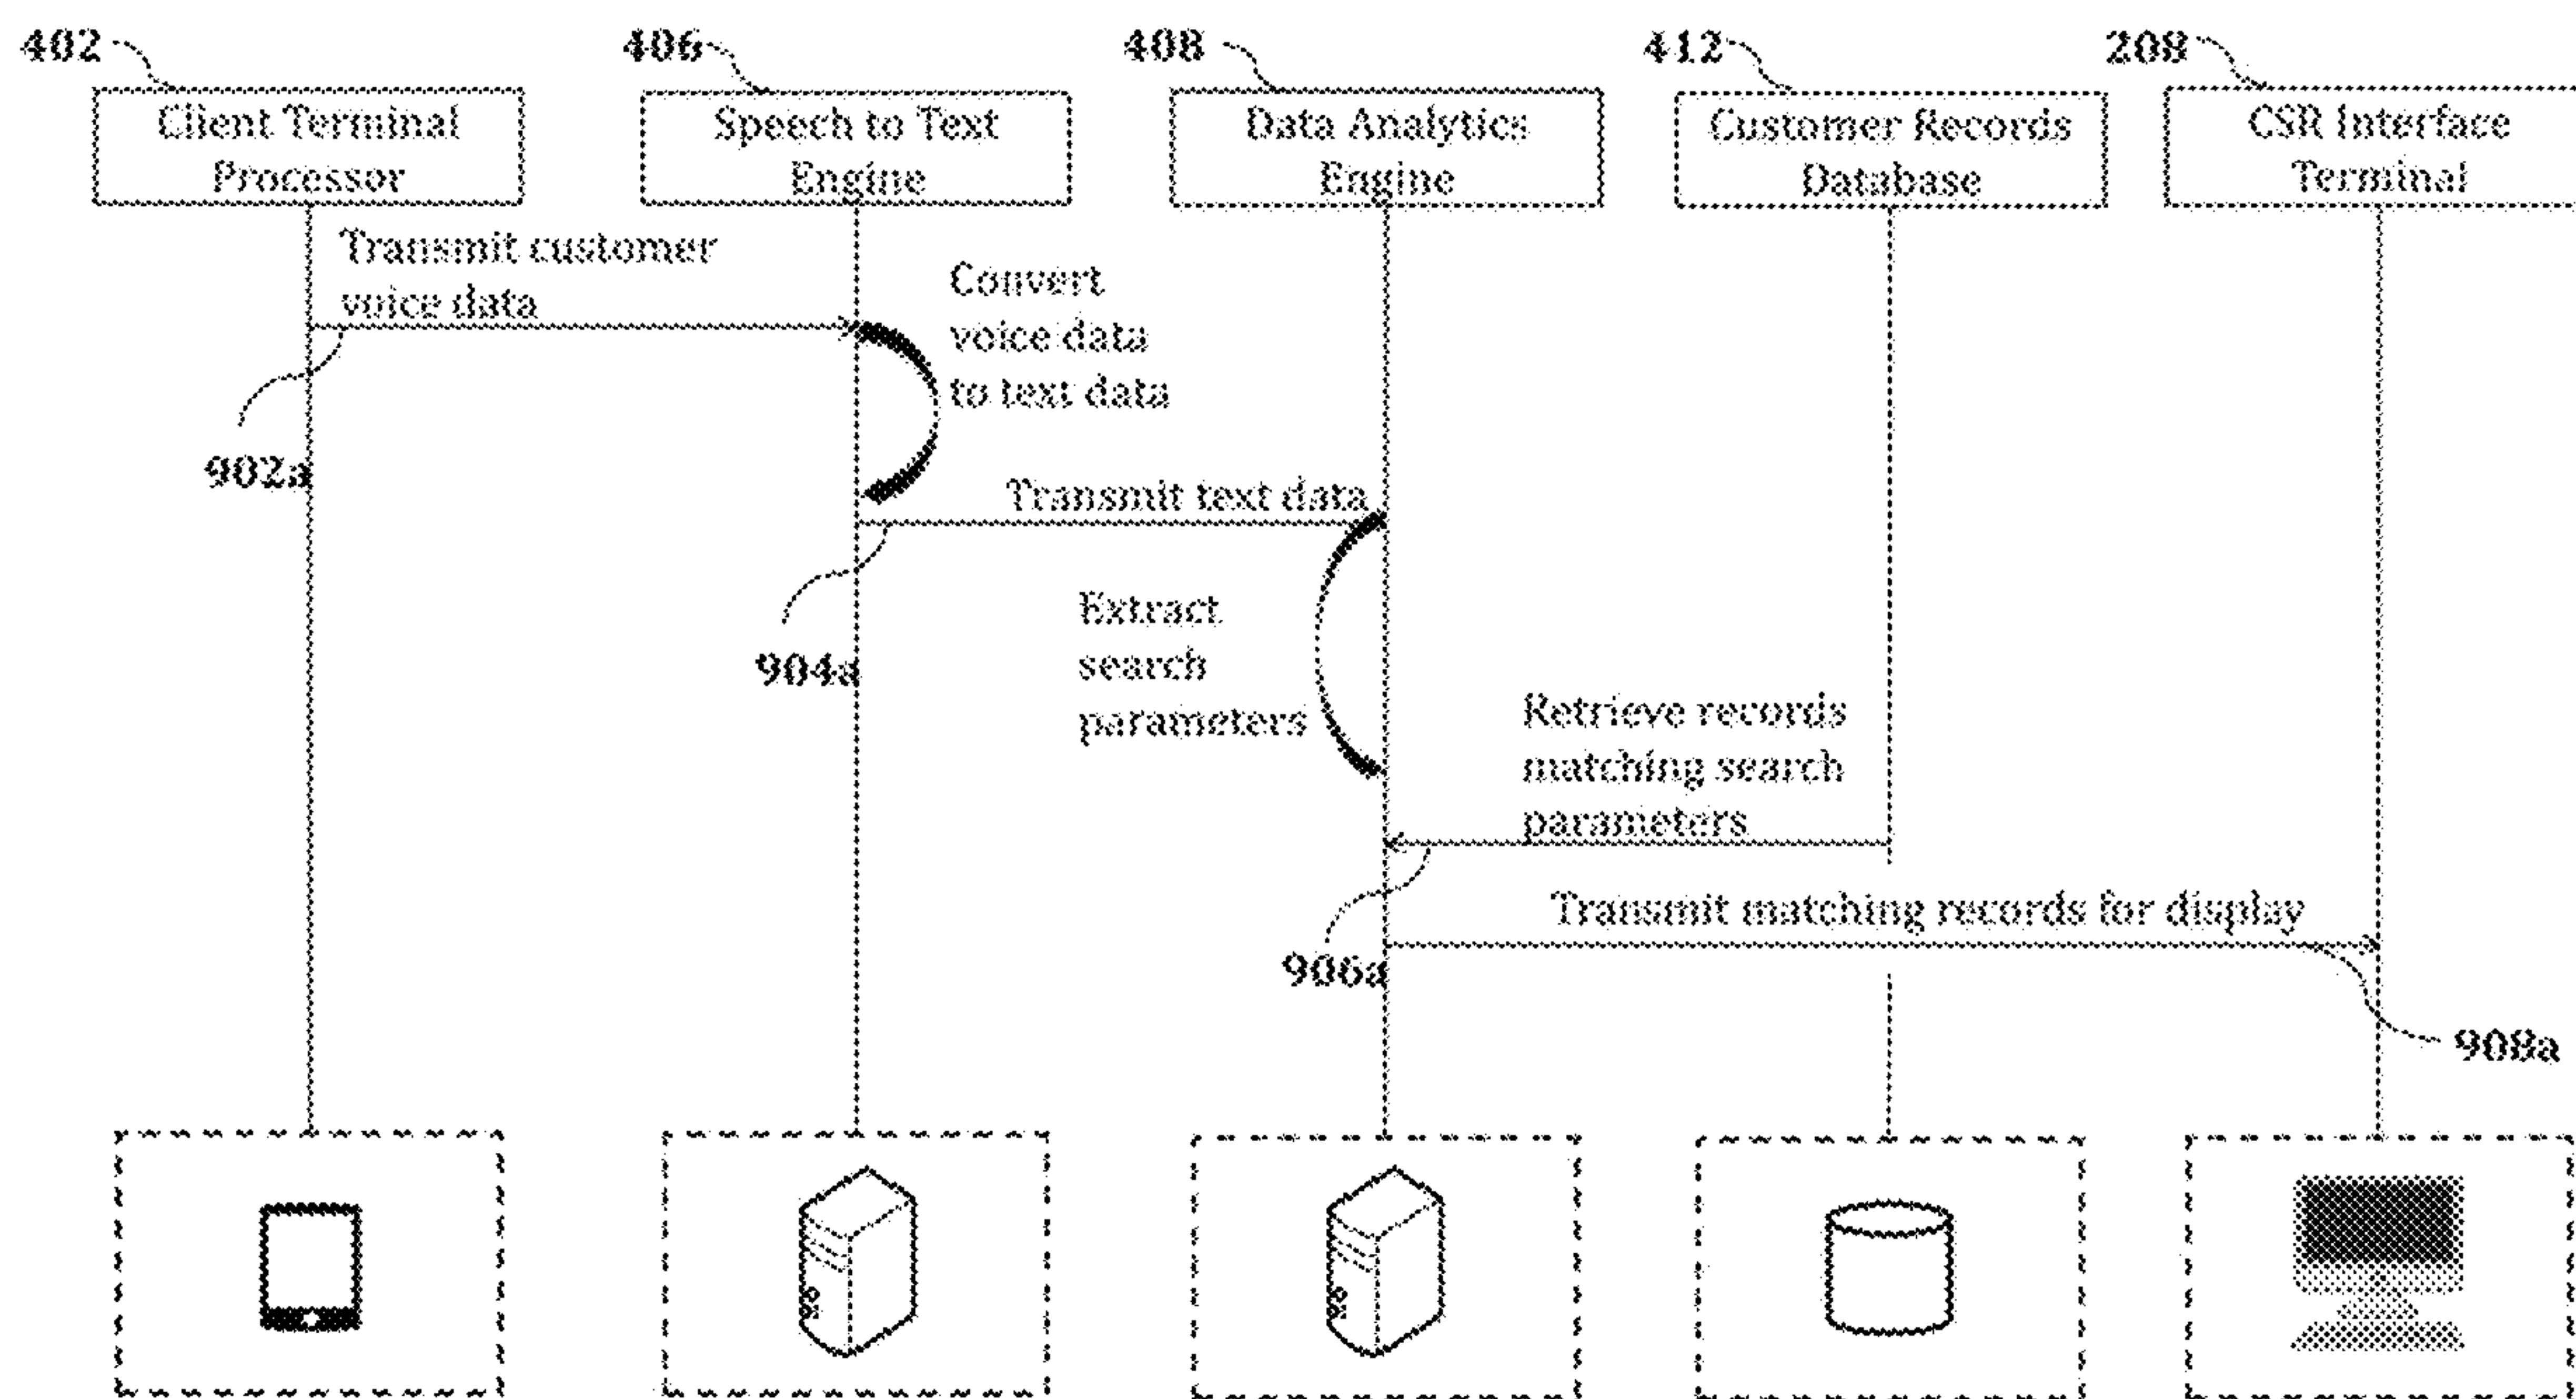 402
406
408
412
208
Client Terminal
Processor
Speech to Text
Engine
Data Analytics
Engine
Customer Records
Database
CSR Interface
Terminal
Transmit customer
voice data
Convert
voice data
to text data
902a
Transmit text data
904a
Extract
search
parameters
Retrieve records
matching search
parameters
Transmit matching records for display
906a
908a